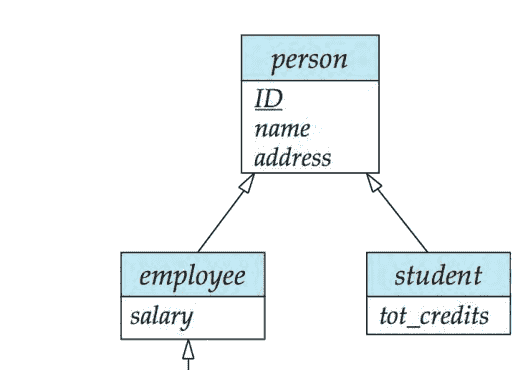 person
ID
name
address
employee
salary
student
tot_credits